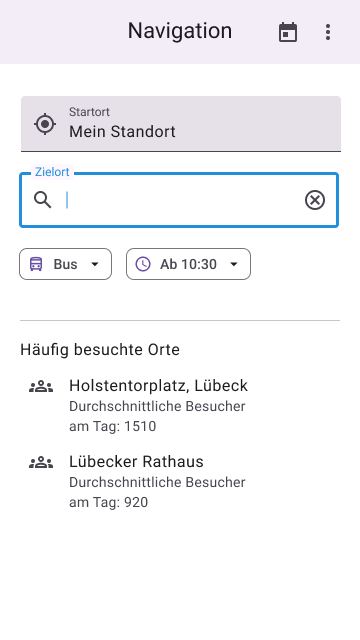 Navigation
Startort
Mein Standort
Zielort
Bus
Ab 10:30
Häufig besuchte Orte
Holstentorplatz, Lübeck
Durchschnittliche Besucher
am Tag: 1510
Lübecker Rathaus
Durchschnittliche Besucher
am Tag: 920